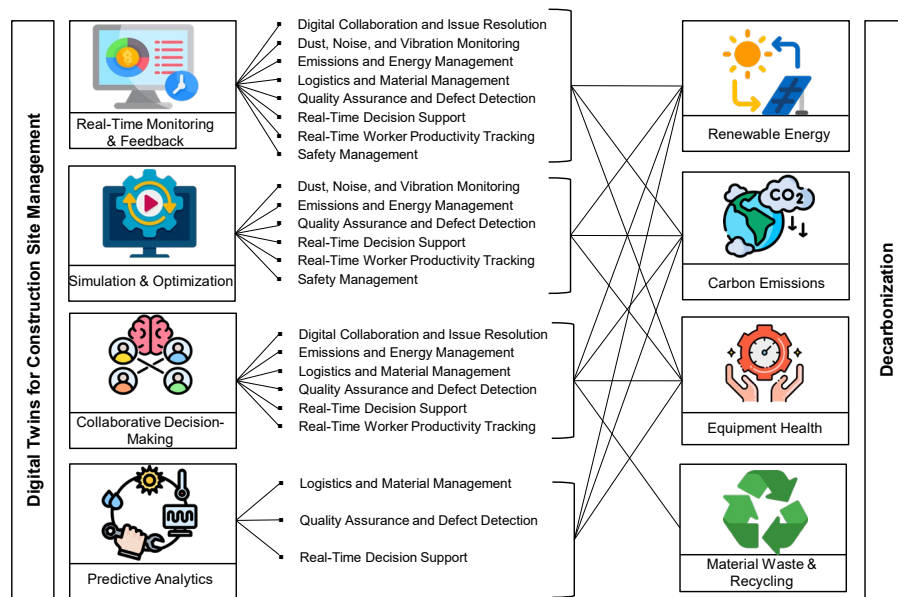 Digital Twins for Construction Site Management
Real-Time Monitoring
& Feedback
Digital Collaboration and Issue Resolution
Dust, Noise, and Vibration Monitoring
Emissions and Energy Management
Logistics and Material Management
Quality Assurance and Defect Detection
Real-Time Decision Support
Real-Time Worker Productivity Tracking
Safety Management
Simulation & Optimization
Dust, Noise, and Vibration Monitoring
Emissions and Energy Management
Quality Assurance and Defect Detection
Real-Time Decision Support
Real-Time Worker Productivity Tracking
Safety Management
Collaborative Decision-
Making
Digital Collaboration and Issue Resolution
Emissions and Energy Management
Logistics and Material Management
Quality Assurance and Defect Detection
Real-Time Decision Support
Real-Time Worker Productivity Tracking
Predictive Analytics
Logistics and Material Management
Quality Assurance and Defect Detection
Real-Time Decision Support
Renewable Energy
CO2
Carbon Emissions
Equipment Health
Material Waste &
Recycling
Decarbonization